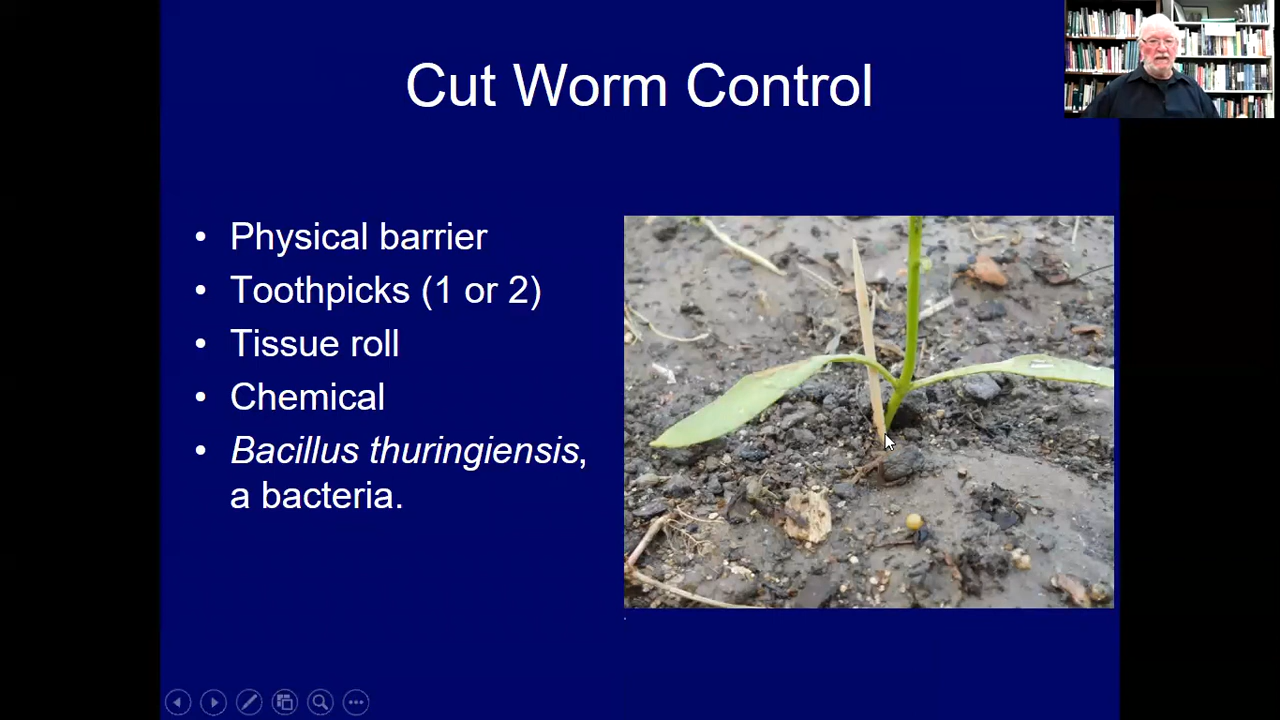 Cut Worm Control
• Physical barrier
• Toothpicks (1 or 2)
• Tissue roll
• Chemical
• Bacillus thuringiensis,
a bacteria.